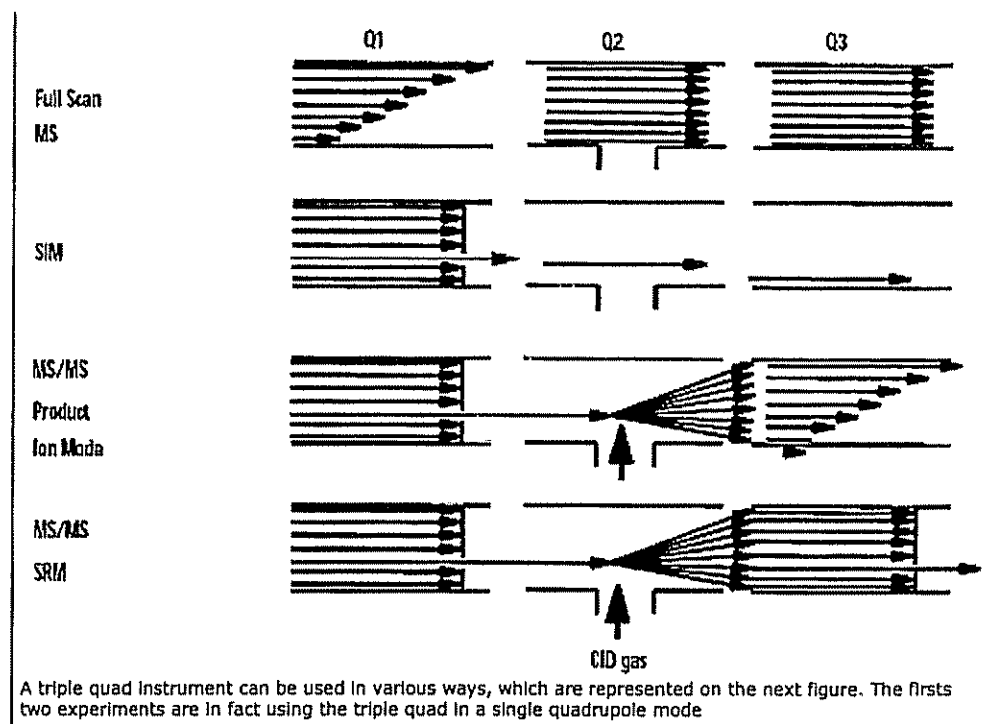 Q1 Q2 Q3
Full Scan
MS
SIM
MS/MS
Product
Ion Mode
MS/MS
SRM
CID gas
A triple quad instrument can be used in various ways, which are represented on the next figure. The firsts
two experiments are in fact using the triple quad in a single quadrupole mode